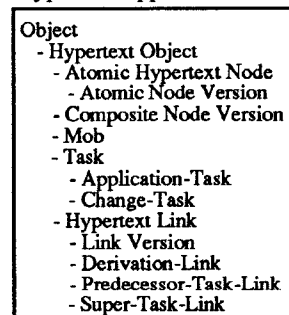 Object
- Hypertext Object
- Atomic Hypertext Node
- Atomic Node Version
- Composite Node Version
- Mob
- Task
- Application-Task
- Change-Task
- Hypertext Link
- Link Version
- Derivation-Link
- Predecessor-Task-Link
- Super-Task-Link